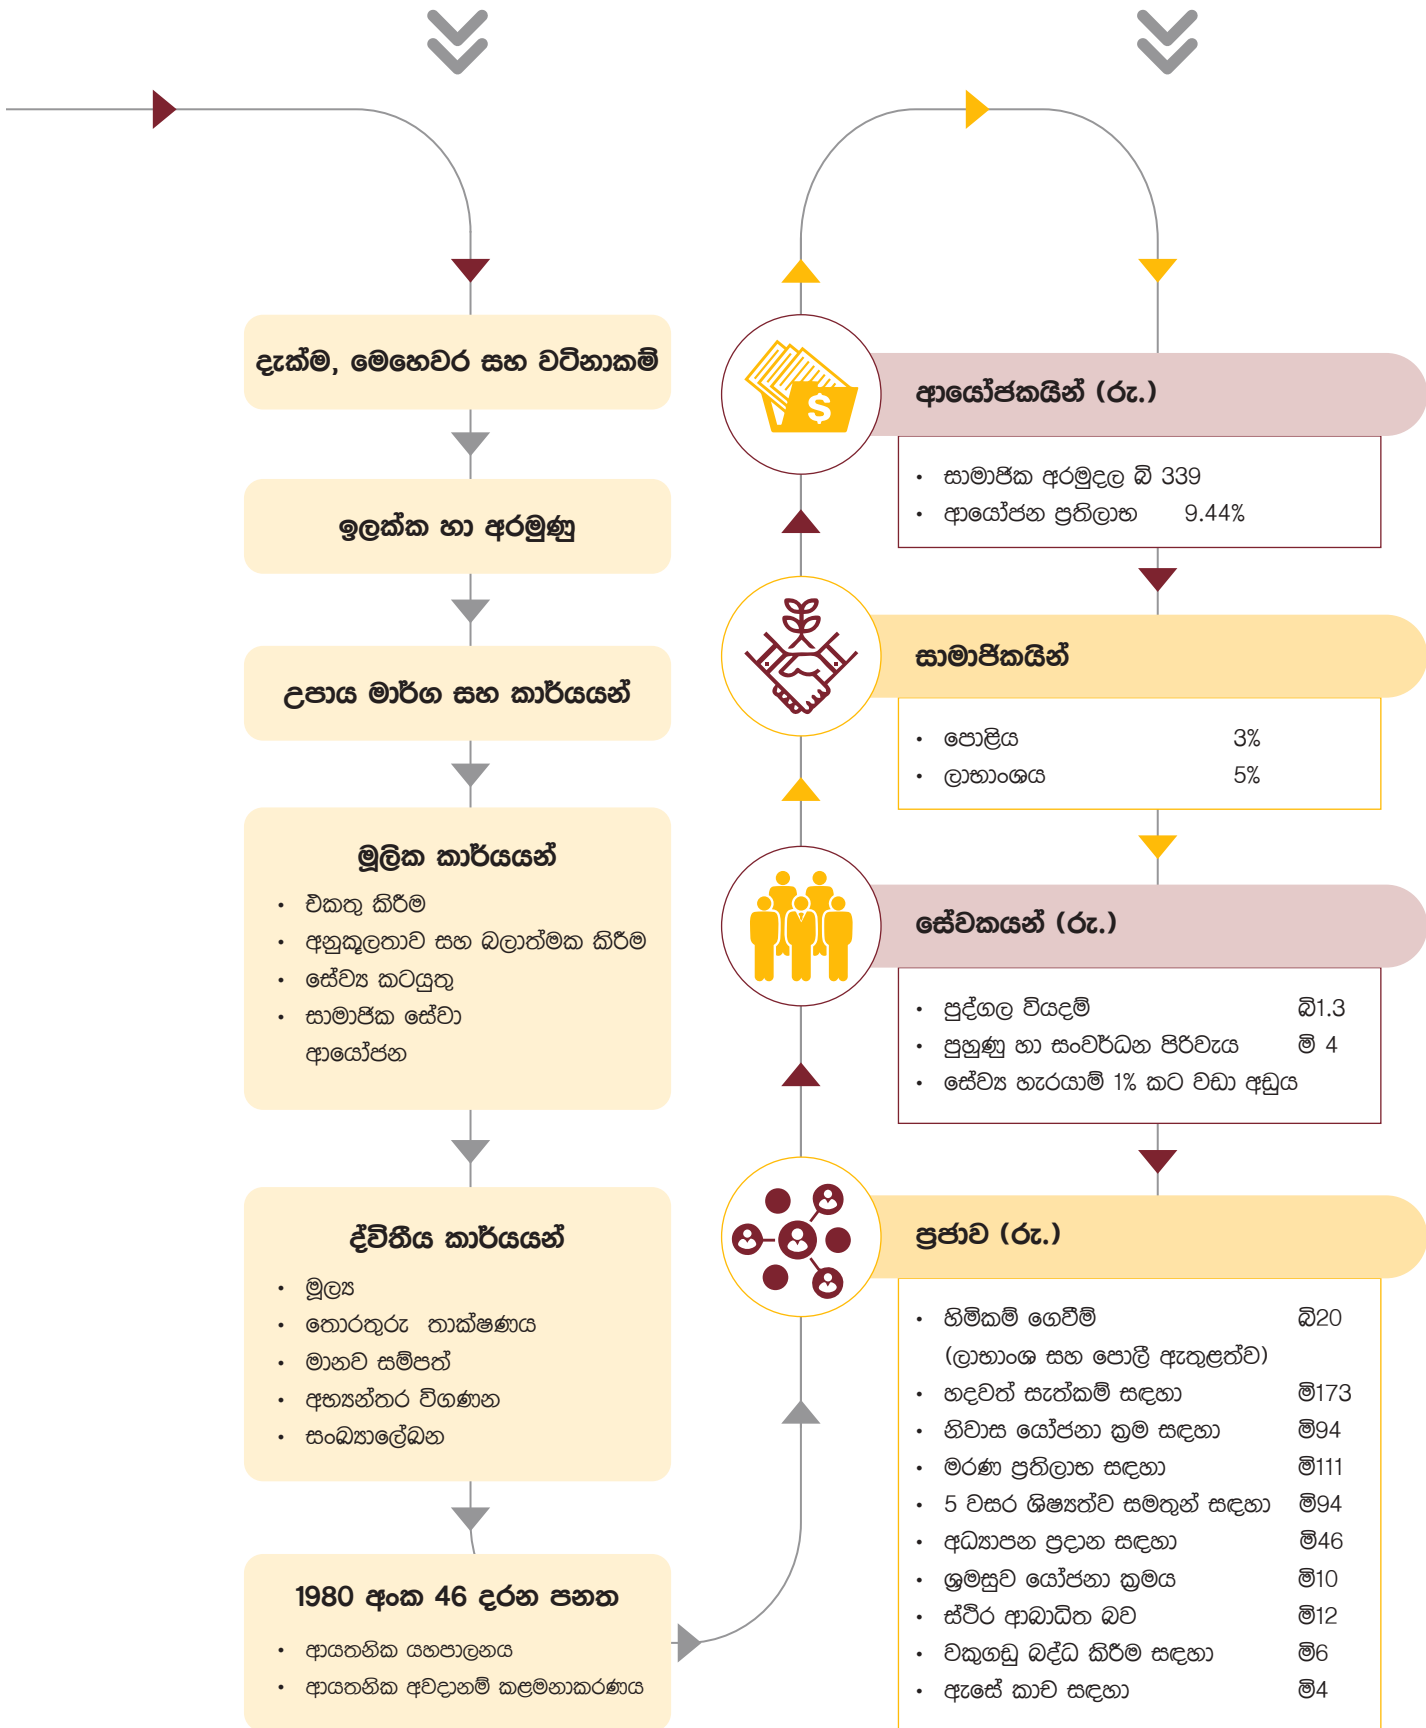 දැක්ම, මෙහෙවර සහ වටිනාකම්
ඉලක්ක හා අරමුණු
උපාය මාර්ග සහ කාර්යයන්
මූලික කාර්යයන්
• එකතු කිරීම
• අනුකූලතාව සහ බලාත්මක කිරීම
• සේව්‍ය කටයුතු
• සාමාජික සේවා
ආයෝජන
ද්විතීය කාර්යයන්
• මූල්‍ය
• තොරතුරු තාක්ෂණය
• මානව සම්පත්
• අභ්‍යන්තර විගණන
• සංඛ්‍යාලේඛන
1980 අංක 46 දරන පනත
• ආයතනික යහපාලනය
• ආයතනික අවදානම් කළමනාකරණය
ආයෝජකයින් (රු.)
• සාමාජික අරමුදල බි 339
• ආයෝජන ප්‍රතිලාභ 9.44%
සාමාජිකයින්
• පොළිය 3%
• ලාභාංශය 5%
සේවකයන් (රු.)
• පුද්ගල වියදම් බි1.3
• පුහුණු හා සංවර්ධන පිරිවැය මි 4
• සේව්‍ය හැරයාම් 1% කට වඩා අඩුය
ප්‍රජාව (රු.)
• හිමිකම් ගෙවීම් බි20
(ලාභාංශ සහ පොලී ඇතුළත්ව)
• හදවත් සැත්කම් සඳහා මි173
• නිවාස යෝජනා ක්‍රම සඳහා මි94
• මරණ ප්‍රතිලාභ සඳහා මි111
• 5 වසර ශිෂ්‍යත්ව සමතුන් සඳහා මි94
• අධ්‍යාපන ප්‍රදාන සඳහා මි46
• ශ්‍රමසුව යෝජනා ක්‍රමය මි10
• ස්ථිර ආබාධිත බව මි12
• වකුගඩු බද්ධ කිරීම සඳහා මි6
• ඇසේ කාච සඳහා මි4